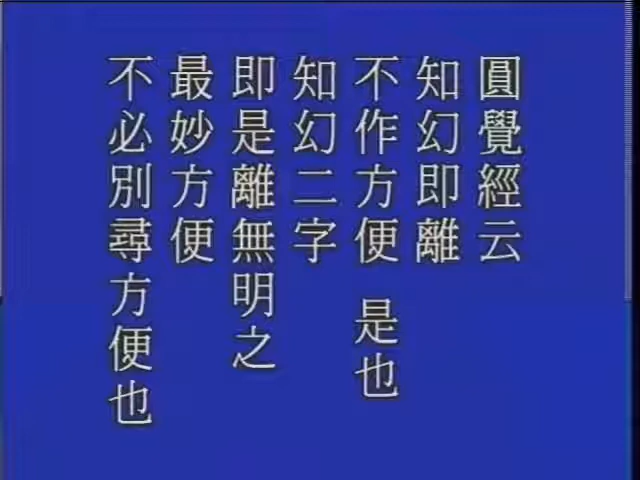 圓覺經云
知幻即離
不作方便 是也
知幻二字
即是離無明之
最妙方便
不必別尋方便也